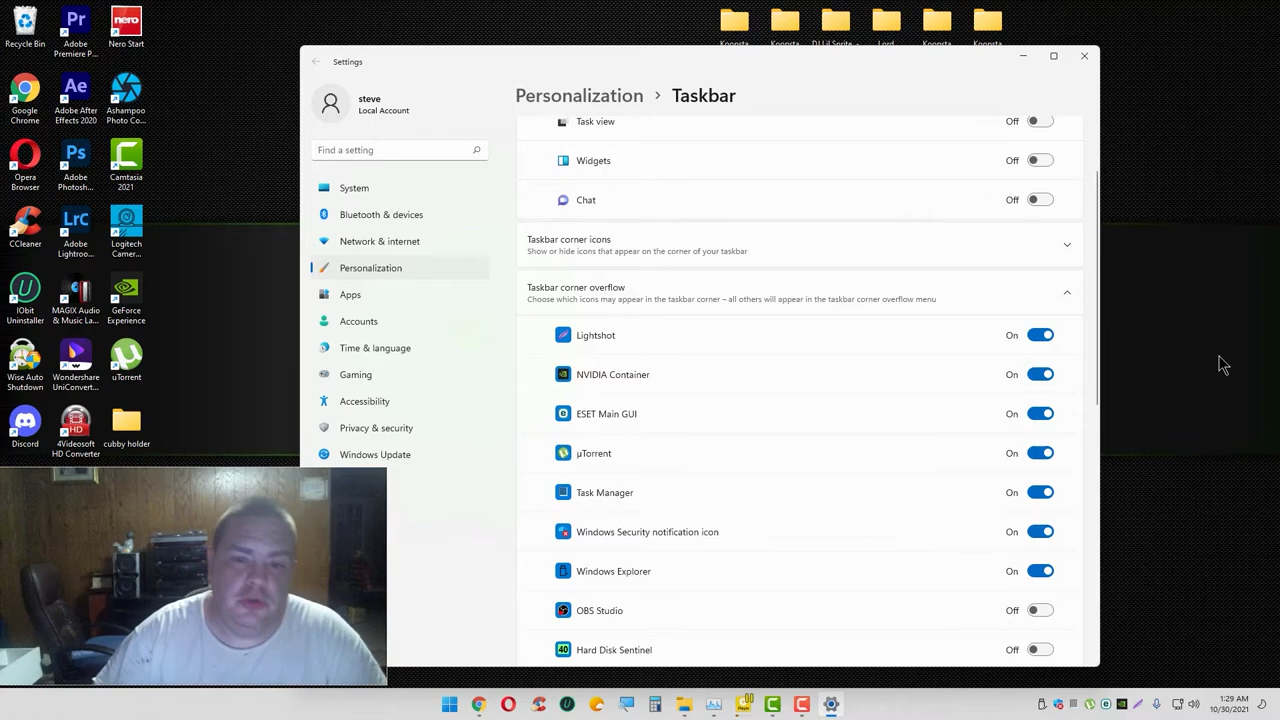 Recycle Bin
Adobe
Premiere P...
Nero Start
nero
Google
Chrome
Adobe After
Effects 2020
Ashampoo
Photo Co...
Opera
Browser
Adobe
Photosh...
Camtasia
2021
CCleaner
Adobe
Lightroo...
Logitech
Camer...
IObit
Uninstaller
MAGIX Audio
& Music La...
GeForce
Experience
Wise Auto
Shutdown
Wondershare
UniConvert...
uTorrent
Discord
4Videosoft
HD Converter
cubby holder
Koopsta
Koopsta
DJ Lil Sprite -
Lord
Koopsta
Koopsta
Settings
steve
Local Account
Find a setting
System
Bluetooth & devices
Network & internet
Personalization
Apps
Accounts
Time & language
Gaming
Accessibility
Privacy & security
Windows Update
Personalization > Taskbar
Task view Off
Widgets Off
Chat Off
Taskbar corner icons
Show or hide icons that appear on the corner of your taskbar
Taskbar corner overflow
Choose which icons may appear in the taskbar corner – all others will appear in the taskbar corner overflow menu
Lightshot On
NVIDIA Container On
ESET Main GUI On
µTorrent On
Task Manager On
Windows Security notification icon On
Windows Explorer On
OBS Studio Off
40 Hard Disk Sentinel Off
1:29 AM
10/30/2021